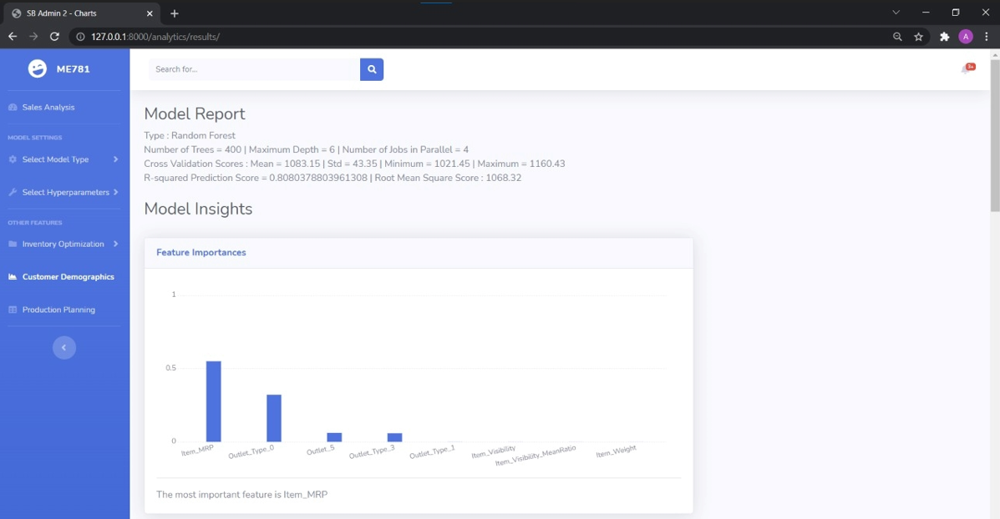 SB Admin 2 - Charts
127.0.0.1:8000/analytics/results/
A
ME781
Search for...
3+
Sales Analysis
MODEL SETTINGS
Select Model Type
Select Hyperparameters
OTHER FEATURES
Inventory Optimization
Customer Demographics
Production Planning
Model Report
Type : Random Forest
Number of Trees = 400 | Maximum Depth = 6 | Number of Jobs in Parallel = 4
Cross Validation Scores : Mean = 1083.15 | Std = 43.35 | Minimum = 1021.45 | Maximum = 1160.43
R-squared Prediction Score = 0.8080378803961308 | Root Mean Square Score : 1068.32
Model Insights
Feature Importances
1
0.5
0
Item_MRP
Outlet_Type_0
Outlet_5
Outlet_Type_3
Outlet_Type_1
Item_Visibility
Item_Visibility_MeanRatio
Item_Weight
The most important feature is Item_MRP